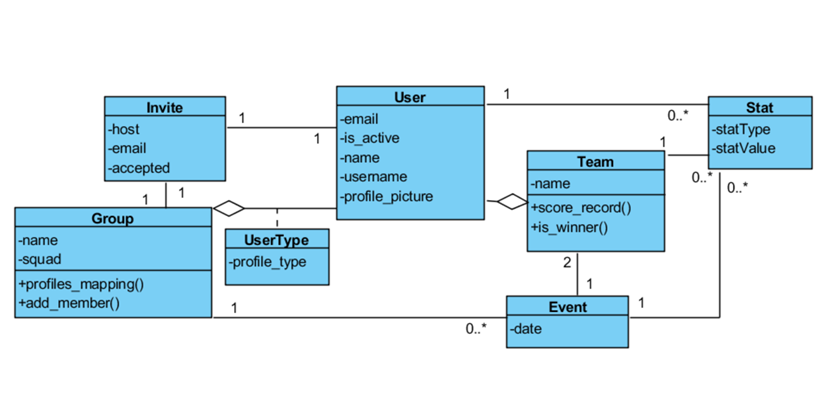 Invite
-host
-email
-accepted
1
1
User
-email
-is_active
-name
-username
-profile_picture
1
0..*
Stat
-statType
-statValue
1
0..*
0..*
Team
-name
+score_record()
+is_winner()
1
1
Group
-name
-squad
+profiles_mapping()
+add_member()
UserType
-profile_type
2
1
Event
-date
1
1
0..*